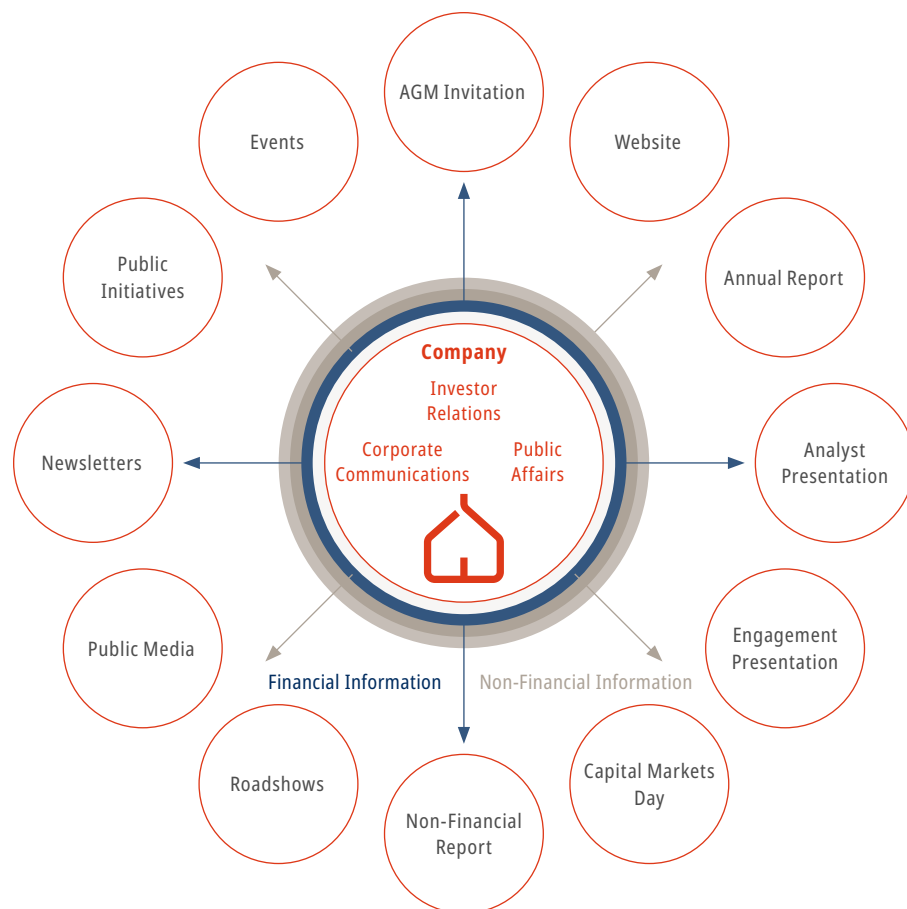 AGM Invitation
Events
Website
Public
Initiatives
Annual Report
Company
Investor
Relations
Corporate
Communications
Public
Affairs
Newsletters
Analyst
Presentation
Public Media
Engagement
Presentation
Financial Information
Non-Financial Information
Roadshows
Capital Markets
Day
Non-Financial
Report